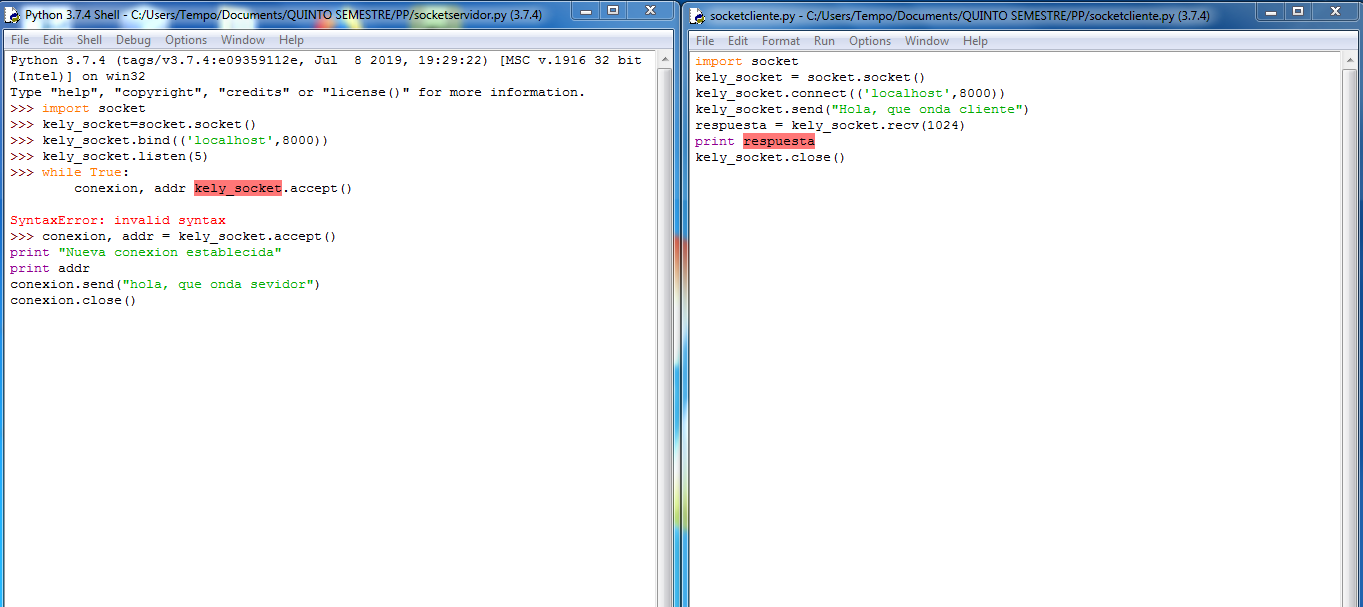 Python 3.7.4 Shell - C:/Users/Tempo/Documents/QUINTO SEMESTRE/PP/socketservidor.py (3.7.4)
File Edit Shell Debug Options Window Help
Python 3.7.4 (tags/v3.7.4:e09359112e, Jul  8 2019, 19:29:22) [MSC v.1916 32 bit
(Intel)] on win32
Type "help", "copyright", "credits" or "license()" for more information.
>>> import socket
>>> kely_socket=socket.socket()
>>> kely_socket.bind(('localhost',8000))
>>> kely_socket.listen(5)
>>> while True:
        conexion, addr kely_socket.accept()
SyntaxError: invalid syntax
>>> conexion, addr = kely_socket.accept()
print "Nueva conexion establecida"
print addr
conexion.send("hola, que onda sevidor")
conexion.close()
socketcliente.py - C:/Users/Tempo/Documents/QUINTO SEMESTRE/PP/socketcliente.py (3.7.4)
File Edit Format Run Options Window Help
import socket
kely_socket = socket.socket()
kely_socket.connect(('localhost',8000))
kely_socket.send("Hola, que onda cliente")
respuesta = kely_socket.recv(1024)
print respuesta
kely_socket.close()